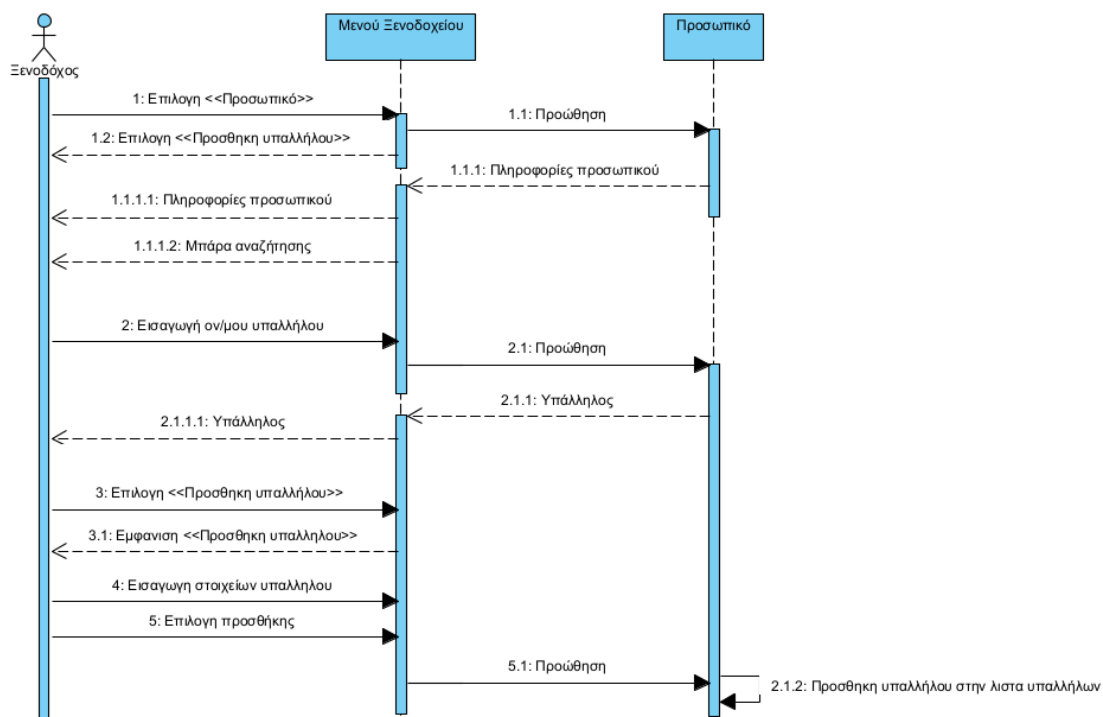 Μενού Ξενοδοχείου
Προσωπικό
Ξενοδόχος
1: Επιλογη <<Προσωπικό>>
1.1: Προώθηση
1.2: Επιλογη <<Προσθηκη υπαλλήλου>>
1.1.1: Πληροφορίες προσωπικού
1.1.1.1: Πληροφορίες προσωπικού
1.1.1.2: Μπάρα αναζήτησης
2: Εισαγωγή ον/μου υπαλλήλου
2.1: Προώθηση
2.1.1: Υπάλληλος
2.1.1.1: Υπάλληλος
3: Επιλογη <<Προσθηκη υπαλλήλου>>
3.1: Εμφανιση <<Προσθηκη υπαλληλου>>
4: Εισαγωγη στοιχείων υπαλληλου
5: Επιλογη προσθήκης
5.1: Προώθηση
2.1.2: Προσθηκη υπαλλήλου στην λιστα υπαλλήλων